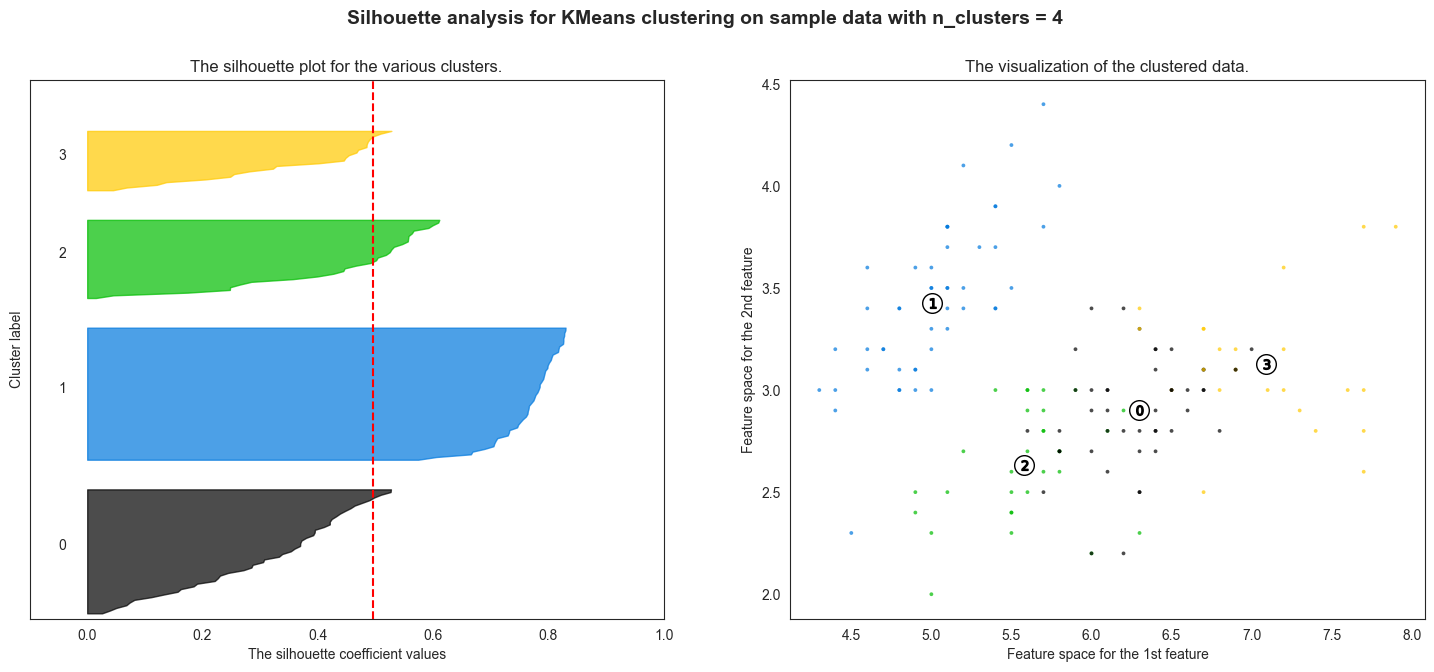 Silhouette analysis for KMeans clustering on sample data with n_clusters = 4
The silhouette plot for the various clusters.
3
2
1
0
Cluster label
0.0 0.2 0.4 0.6 0.8 1.0
The silhouette coefficient values
The visualization of the clustered data.
4.5
4.0
3.5
3.0
2.5
2.0
Feature space for the 2nd feature
1
3
0
2
4.5 5.0 5.5 6.0 6.5 7.0 7.5 8.0
Feature space for the 1st feature